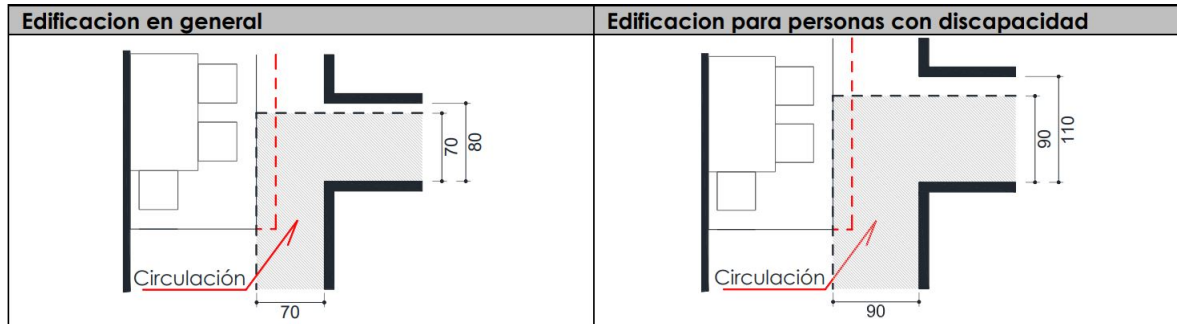 Edificacion en general
Edificacion para personas con discapacidad
70
80
Circulación
70
90
110
Circulación
90